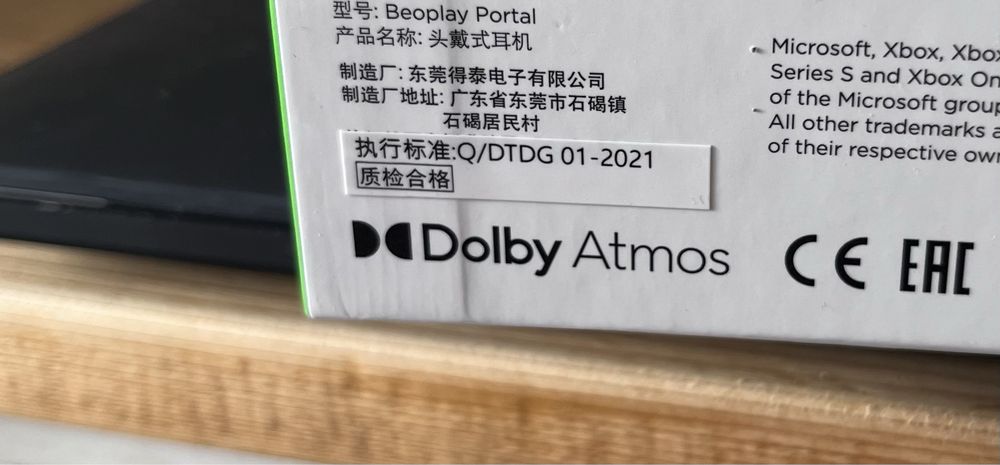 型号: Beoplay Portal
产品名称: 头戴式耳机
制造厂: 东莞得泰电子有限公司
制造厂地址: 广东省东莞市石碣镇
石碣居民村
执行标准:Q/DTDG 01-2021
质检合格
Dolby Atmos
CE EAC
Microsoft, Xbox, Xbox
Series S and Xbox On
of the Microsoft group
All other trademarks a
of their respective own